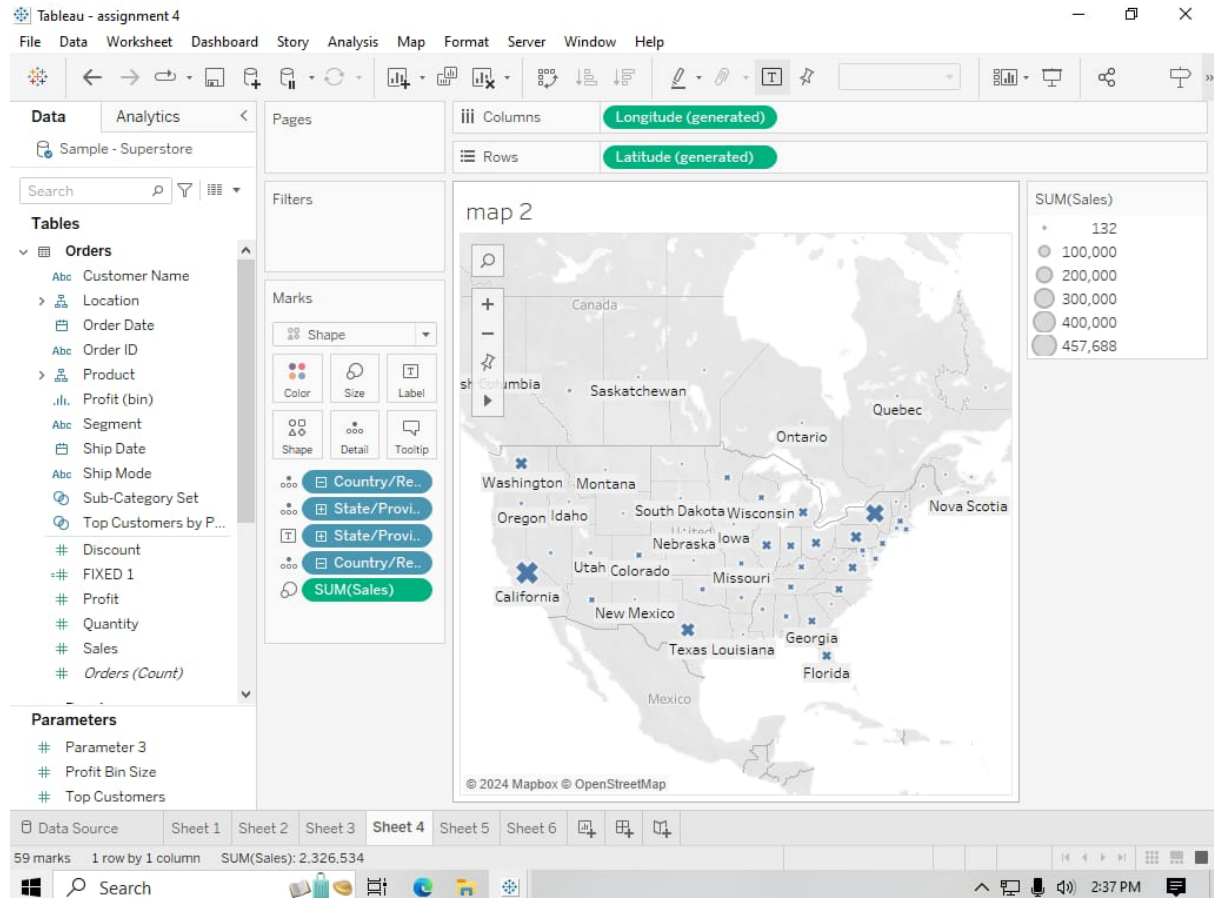 Tableau - assignment 4
File Data Worksheet Dashboard Story Analysis Map Format Server Window Help
Data Analytics
Sample - Superstore
Search
Tables
Orders
Abc Customer Name
Location
Order Date
Abc Order ID
Product
Profit (bin)
Abc Segment
Ship Date
Abc Ship Mode
Sub-Category Set
Top Customers by P...
# Discount
=# FIXED 1
# Profit
# Quantity
# Sales
# Orders (Count)
Parameters
# Parameter 3
# Profit Bin Size
# Top Customers
Pages
Filters
Marks
Shape
Color Size Label
Shape Detail Tooltip
Country/Re..
State/Provi..
T State/Provi..
Country/Re..
SUM(Sales)
Columns Longitude (generated)
Rows Latitude (generated)
map 2
Canada
sh Columbia
Saskatchewan
Quebec
Ontario
Washington Montana
Nova Scotia
Oregon Idaho South Dakota Wisconsin
United
Nebraska Iowa
Utah Colorado
Missouri
California
New Mexico
Georgia
Texas Louisiana
Florida
Mexico
© 2024 Mapbox © OpenStreetMap
SUM(Sales)
132
100,000
200,000
300,000
400,000
457,688
Data Source Sheet 1 Sheet 2 Sheet 3 Sheet 4 Sheet 5 Sheet 6
59 marks 1 row by 1 column SUM(Sales): 2,326,534
Search
2:37 PM